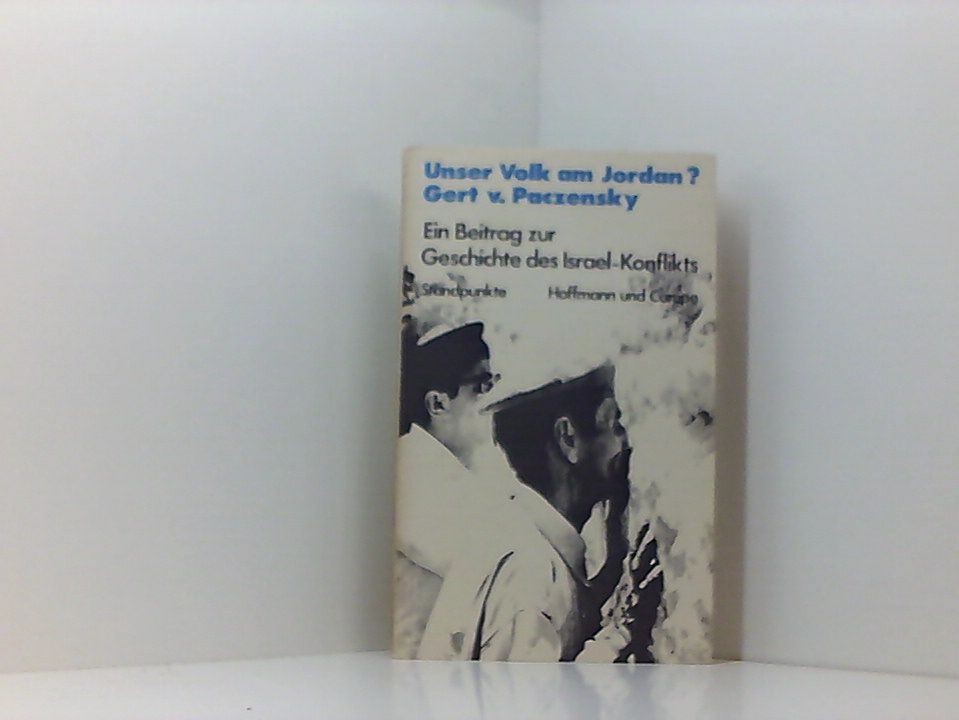 Unser Volk am Jordan?
Gert v. Paczensky
Ein Beitrag zur
Geschichte des Israel-Konflikts
Standpunkte Hoffmann und Campe